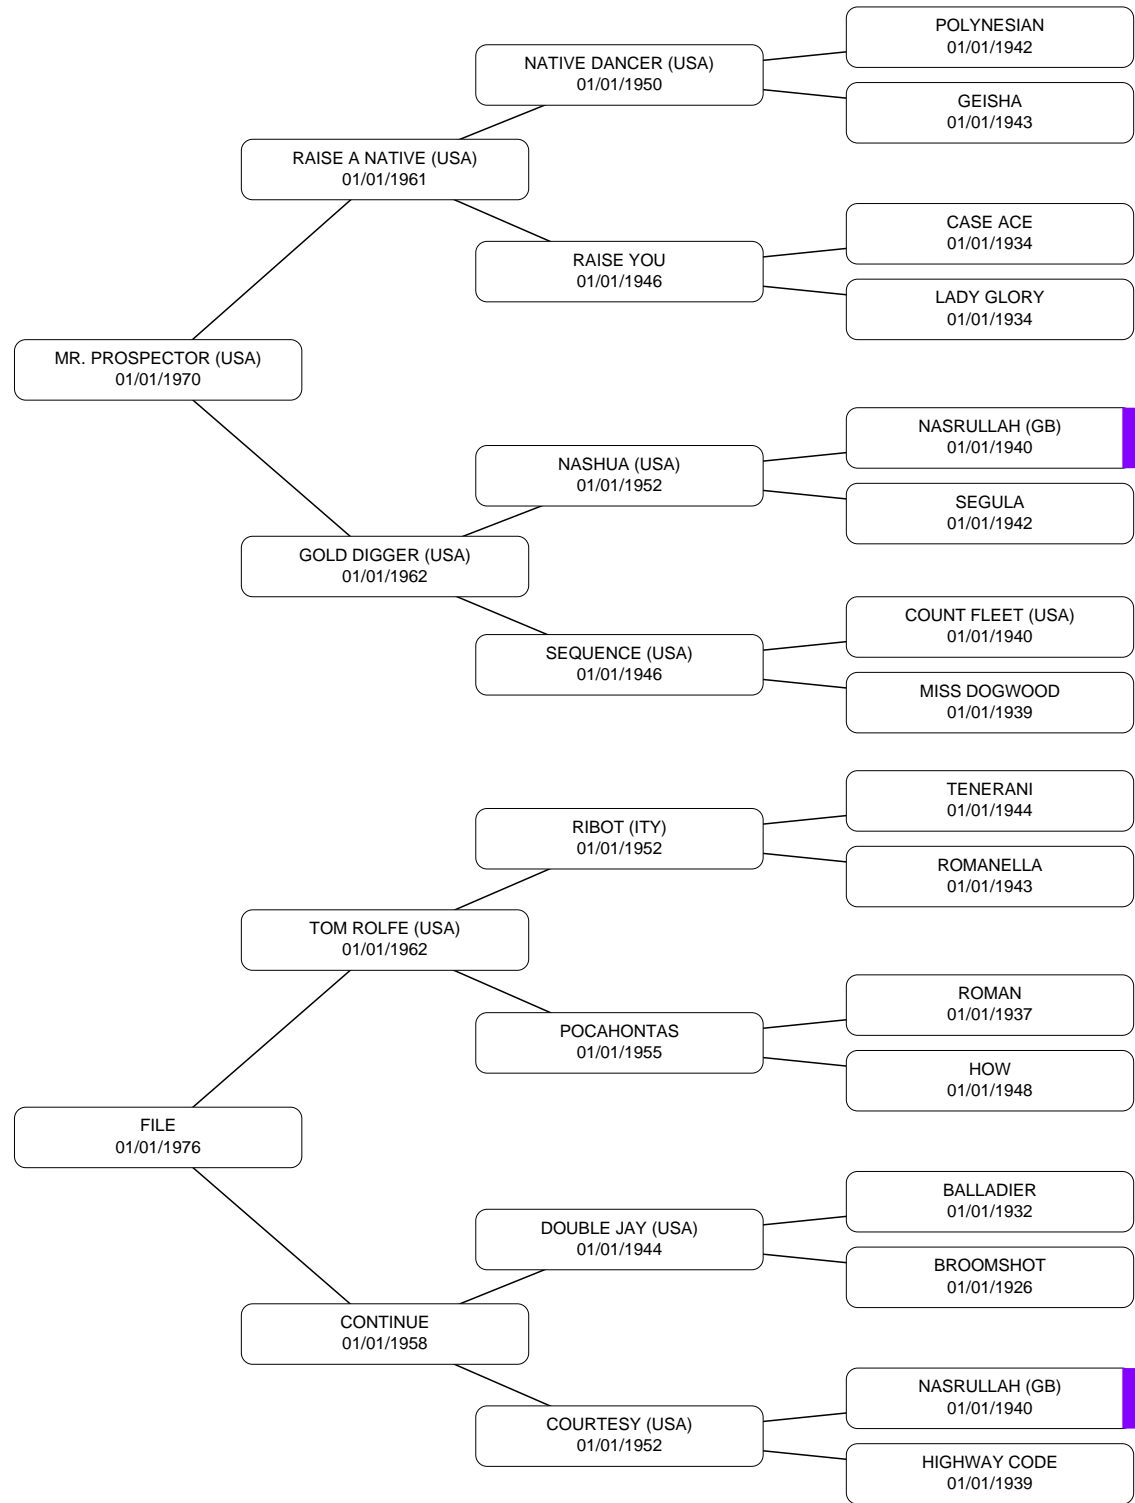 POLYNESIAN
01/01/1942
NATIVE DANCER (USA)
01/01/1950
GEISHA
01/01/1943
RAISE A NATIVE (USA)
01/01/1961
CASE ACE
01/01/1934
RAISE YOU
01/01/1946
LADY GLORY
01/01/1934
MR. PROSPECTOR (USA)
01/01/1970
NASRULLAH (GB)
01/01/1940
NASHUA (USA)
01/01/1952
SEGULA
01/01/1942
GOLD DIGGER (USA)
01/01/1962
COUNT FLEET (USA)
01/01/1940
SEQUENCE (USA)
01/01/1946
MISS DOGWOOD
01/01/1939
TENERANI
01/01/1944
RIBOT (ITY)
01/01/1952
ROMANELLA
01/01/1943
TOM ROLFE (USA)
01/01/1962
ROMAN
01/01/1937
POCAHONTAS
01/01/1955
HOW
01/01/1948
FILE
01/01/1976
BALLADIER
01/01/1932
DOUBLE JAY (USA)
01/01/1944
BROOMSHOT
01/01/1926
CONTINUE
01/01/1958
NASRULLAH (GB)
01/01/1940
COURTESY (USA)
01/01/1952
HIGHWAY CODE
01/01/1939